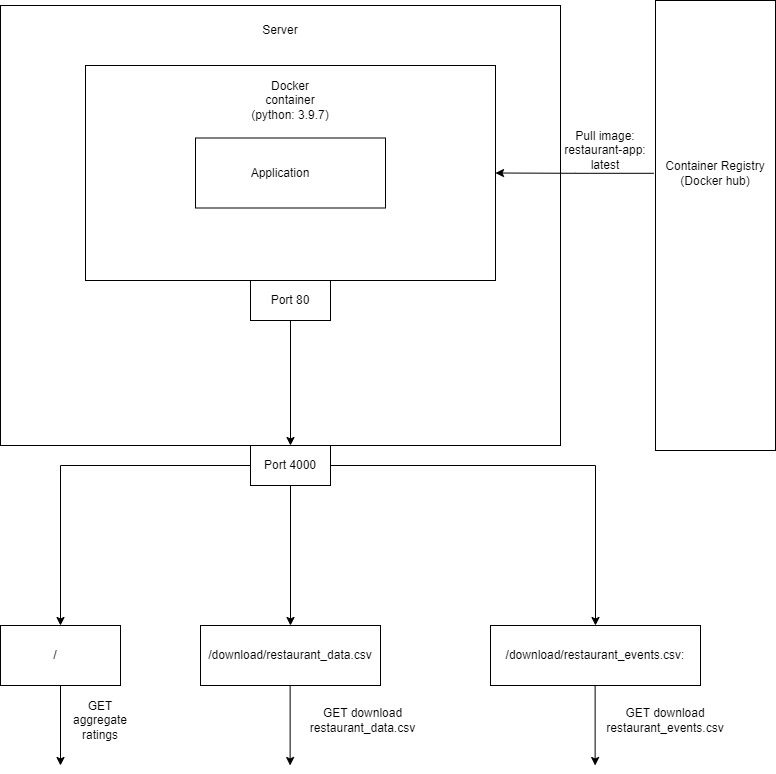 Server
Docker
container
(python: 3.9.7)
Application
Pull image:
restaurant-app:
latest
Container Registry
(Docker hub)
Port 80
Port 4000
/
/download/restaurant_data.csv
/download/restaurant_events.csv:
GET
aggregate
ratings
GET download
restaurant_data.csv
GET download
restaurant_events.csv